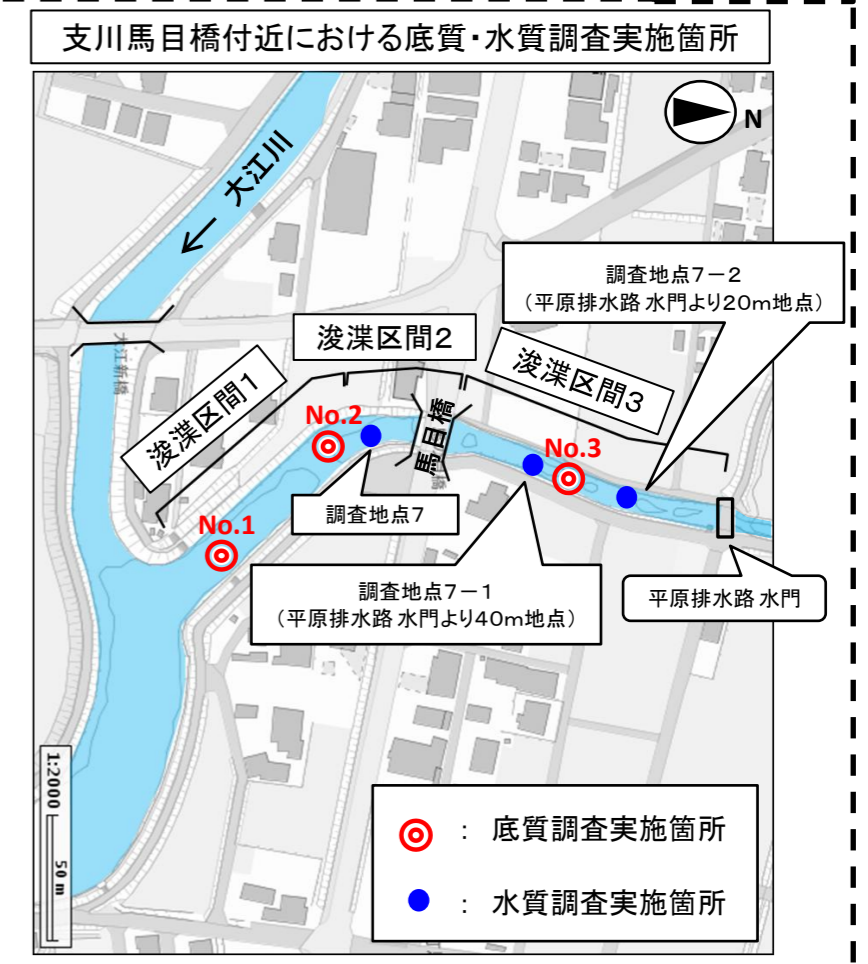 支川馬目橋付近における底質・水質調査実施箇所
N
大江川
調査地点7-2
(平原排水路 水門より20m地点)
大江新橋
浚渫区間2
浚渫区間1
浚渫区間3
馬目橋
No.2
No.3
No.1
調査地点7
調査地点7-1
(平原排水路 水門より40m地点)
平原排水路 水門
1:2000
50 m
◎ : 底質調査実施箇所
● : 水質調査実施箇所